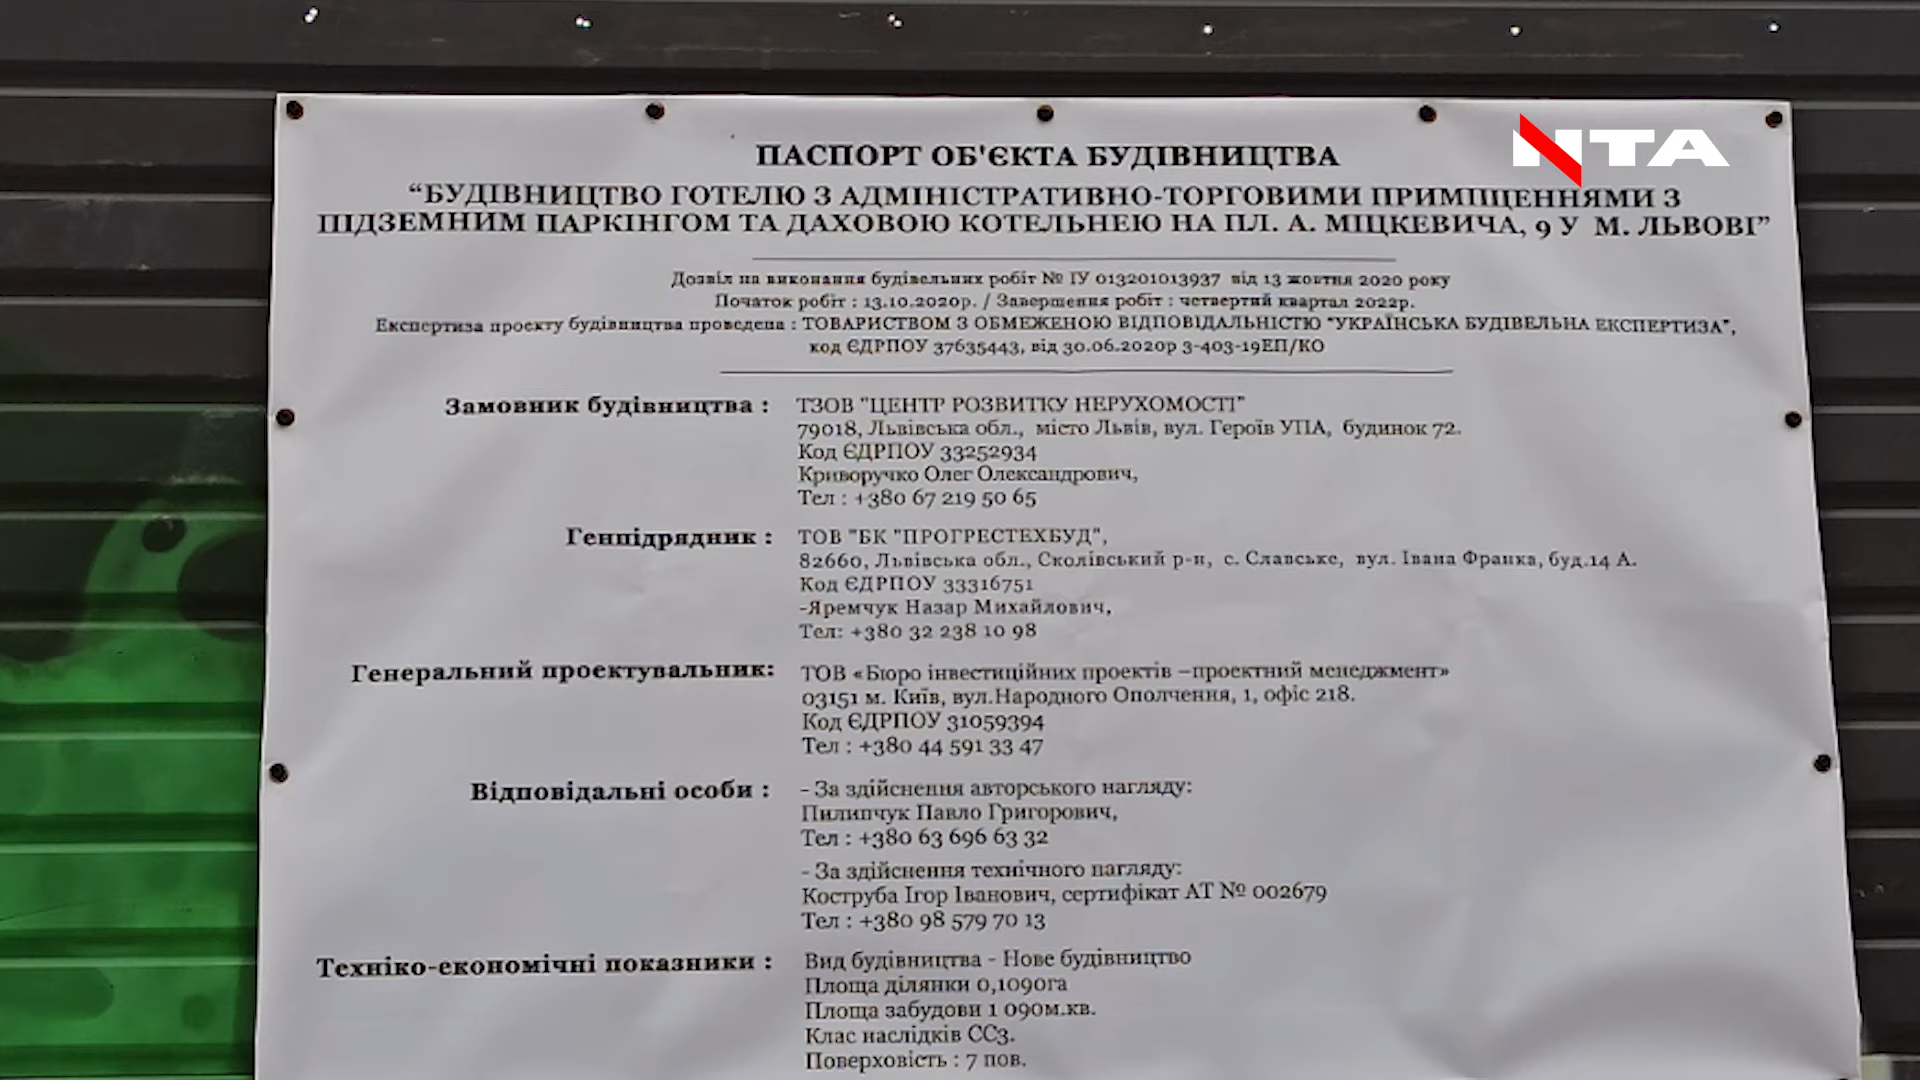 NTA
ПАСПОРТ ОБ'ЄКТА БУДІВНИЦТВА
“БУДІВНИЦТВО ГОТЕЛЮ З АДМІНІСТРАТИВНО-ТОРГОВИМИ ПРИМІЩЕННЯМИ З
ПІДЗЕМНИМ ПАРКІНГОМ ТА ДАХОВОЮ КОТЕЛЬНЕЮ НА ПЛ. А. МІЦКЕВИЧА, 9 У М. ЛЬВОВІ”
Дозвіл на виконання будівельних робіт № ІУ 013201013937 від 13 жовтня 2020 року
Початок робіт : 13.10.2020р. / Завершення робіт : четвертий квартал 2022р.
Експертиза проєкту будівництва проведена : ТОВАРИСТВОМ З ОБМЕЖЕНОЮ ВІДПОВІДАЛЬНІСТЮ "УКРАЇНСЬКА БУДІВЕЛЬНА ЕКСПЕРТИЗА",
код ЄДРПОУ 37635443, від 30.06.2020р 3-403-19ЕП/КО
Замовник будівництва : ТЗОВ "ЦЕНТР РОЗВИТКУ НЕРУХОМОСТІ"
79018, Львівська обл., місто Львів, вул. Героїв УПА, будинок 72.
Код ЄДРПОУ 33252934
Криворучко Олег Олександрович,
Тел : +380 67 219 50 65
Генпідрядник : ТОВ "БК "ПРОГРЕСТЕХБУД",
82660, Львівська обл., Сколівський р-н, с. Славське, вул. Івана Франка, буд.14 А.
Код ЄДРПОУ 33316751
-Яремчук Назар Михайлович,
Тел: +380 32 238 10 98
Генеральний проектувальник: ТОВ «Бюро інвестиційних проектів –проектний менеджмент»
03151 м. Київ, вул.Народного Ополчення, 1, офіс 218.
Код ЄДРПОУ 31059394
Тел : +380 44 591 33 47
Відповідальні особи : - За здійснення авторського нагляду:
Пилипчук Павло Григорович,
Тел : +380 63 696 63 32
- За здійснення технічного нагляду:
Коструба Ігор Іванович, сертифікат АТ № 002679
Тел : +380 98 579 70 13
Техніко-економічні показники : Вид будівництва - Нове будівництво
Площа ділянки 0,1090га
Площа забудови 1 090м.кв.
Клас наслідків СС3.
Поверховість : 7 пов.